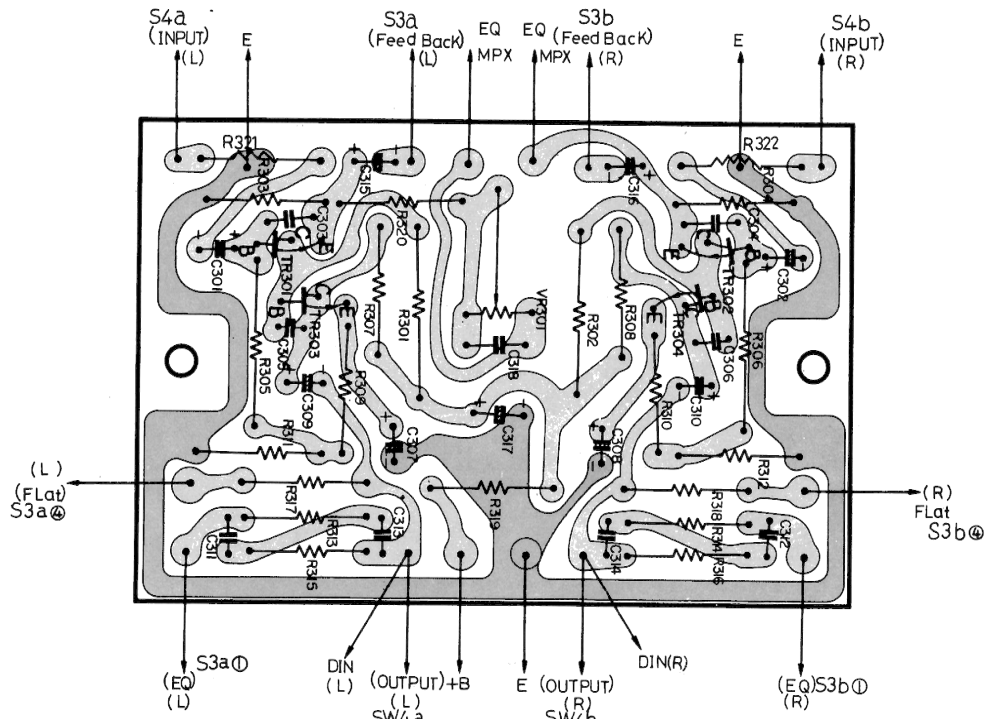 S4a
(INPUT)
(L)
E
S3a
(Feed Back)
(L)
EQ
MPX
EQ
MPX
S3b
(Feed Back)
(R)
E
S4b
(INPUT)
(R)
R321
R303
C315
C316
R322
R304
C303
R320
C304
C301
B
C
E
TR301
E
C
B
TR302
C302
B
C
E
TR303
R307
R301
VR301
R302
R308
E
B
TR304
C305
R305
C309
R309
C318
C306
R306
R310
C310
C317
R311
C307
C308
R312
(L)
(FLat)
S3a④
R317
R319
R318
(R)
FLat
S3b④
C311
R313
C313
R315
C314
R314
R316
C312
(EQ)
(L)
S3a①
DIN
(L)
(OUTPUT)
(L)
SW4a
+B
E
(OUTPUT)
(R)
SW4b
DIN(R)
(EQ)
(R)
S3b①